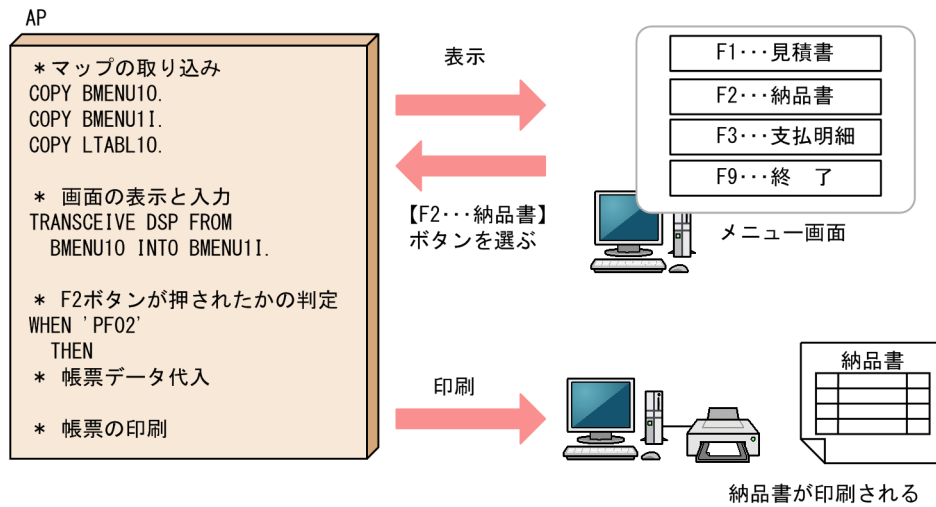 AP
*マップの取り込み
COPY BMENU10.
COPY BMENU1I.
COPY LTABL10.
* 画面の表示と入力
TRANSCEIVE DSP FROM
BMENU10 INTO BMENU1I.
* F2ボタンが押されたかの判定
WHEN 'PF02'
THEN
* 帳票データ代入
* 帳票の印刷
表示
【F2・・・納品書】
ボタンを選ぶ
F1・・・見積書
F2・・・納品書
F3・・・支払明細
F9・・・終 了
メニュー画面
印刷
納品書
納品書が印刷される